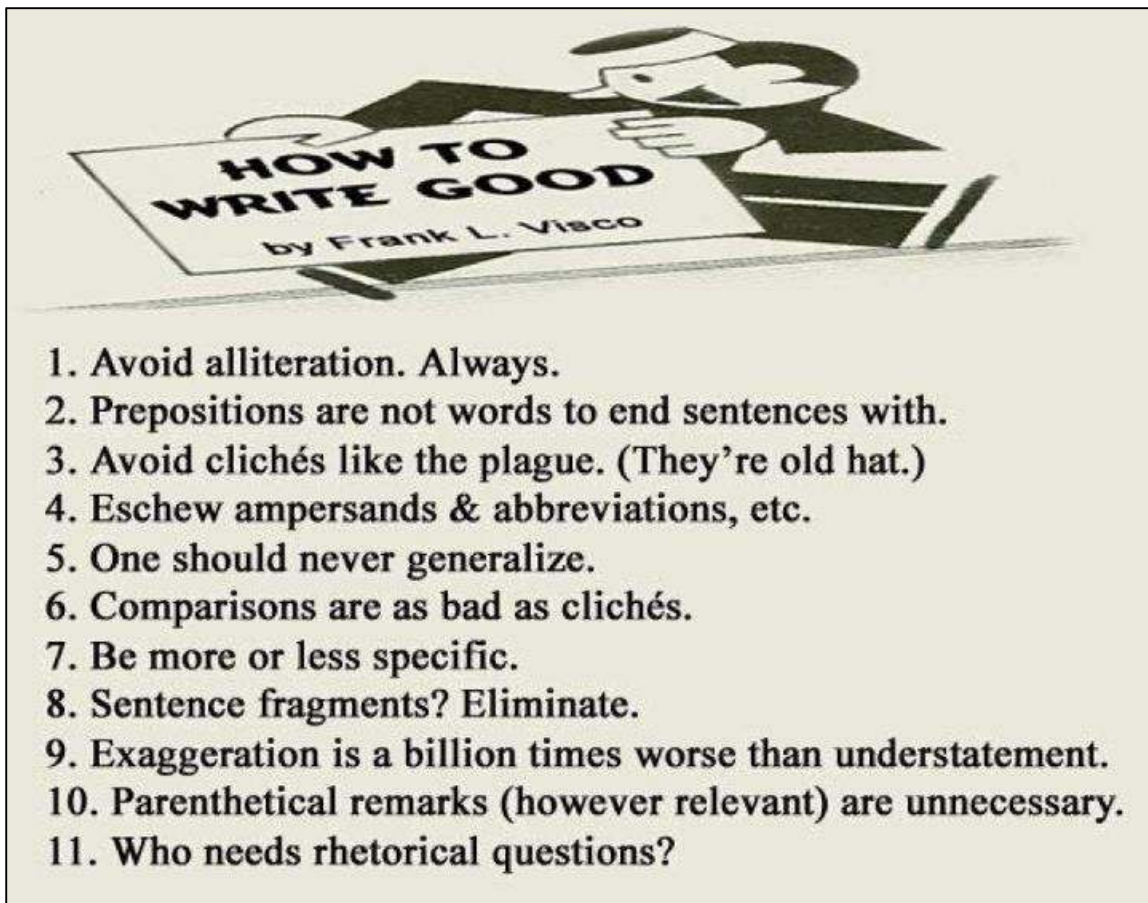 HOW TO
WRITE GOOD
by Frank L. Visco
1. Avoid alliteration. Always.
2. Prepositions are not words to end sentences with.
3. Avoid clichés like the plague. (They’re old hat.)
4. Eschew ampersands & abbreviations, etc.
5. One should never generalize.
6. Comparisons are as bad as clichés.
7. Be more or less specific.
8. Sentence fragments? Eliminate.
9. Exaggeration is a billion times worse than understatement.
10. Parenthetical remarks (however relevant) are unnecessary.
11. Who needs rhetorical questions?